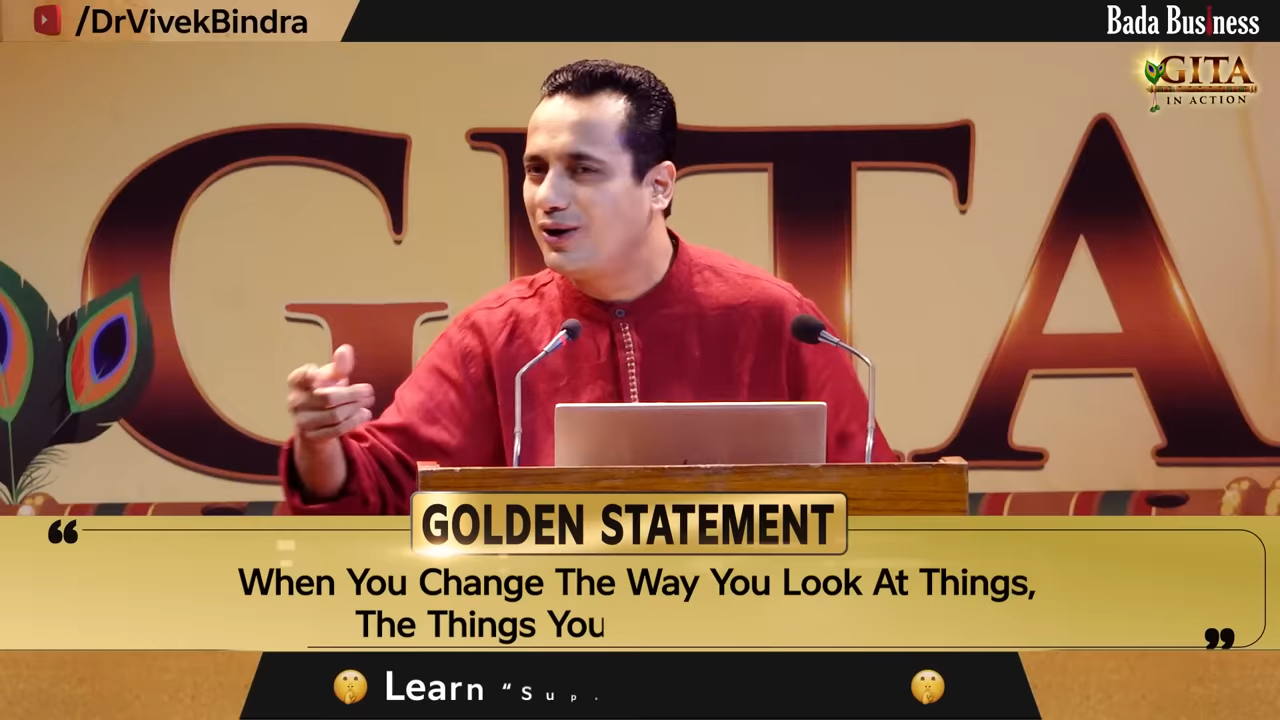 /DrVivekBindra
Bada Business
GITA
IN ACTION
GITA
GOLDEN STATEMENT
“
When You Change The Way You Look At Things,
The Things You
”
Learn “Sup.